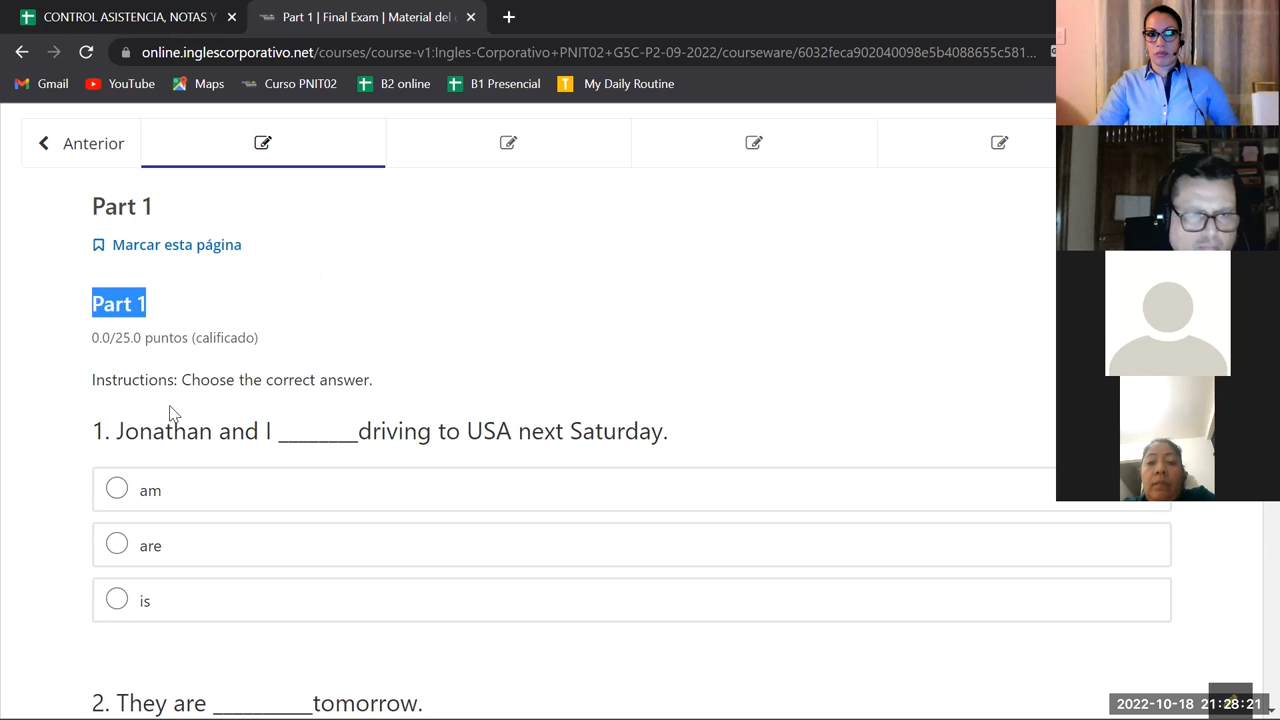 CONTROL ASISTENCIA, NOTAS Y
Part 1 | Final Exam | Material del
online.inglescorporativo.net/courses/course-v1:Ingles-Corporativo+PNIT02+G5C-P2-09-2022/courseware/6032feca902040098e5b4088655c581...
Gmail
YouTube
Maps
Curso PNIT02
B2 online
B1 Presencial
My Daily Routine
Anterior
Part 1
Marcar esta página
Part 1
0.0/25.0 puntos (calificado)
Instructions: Choose the correct answer.
1. Jonathan and I ________driving to USA next Saturday.
am
are
is
2. They are __________tomorrow.
2022-10-18 21:28:21